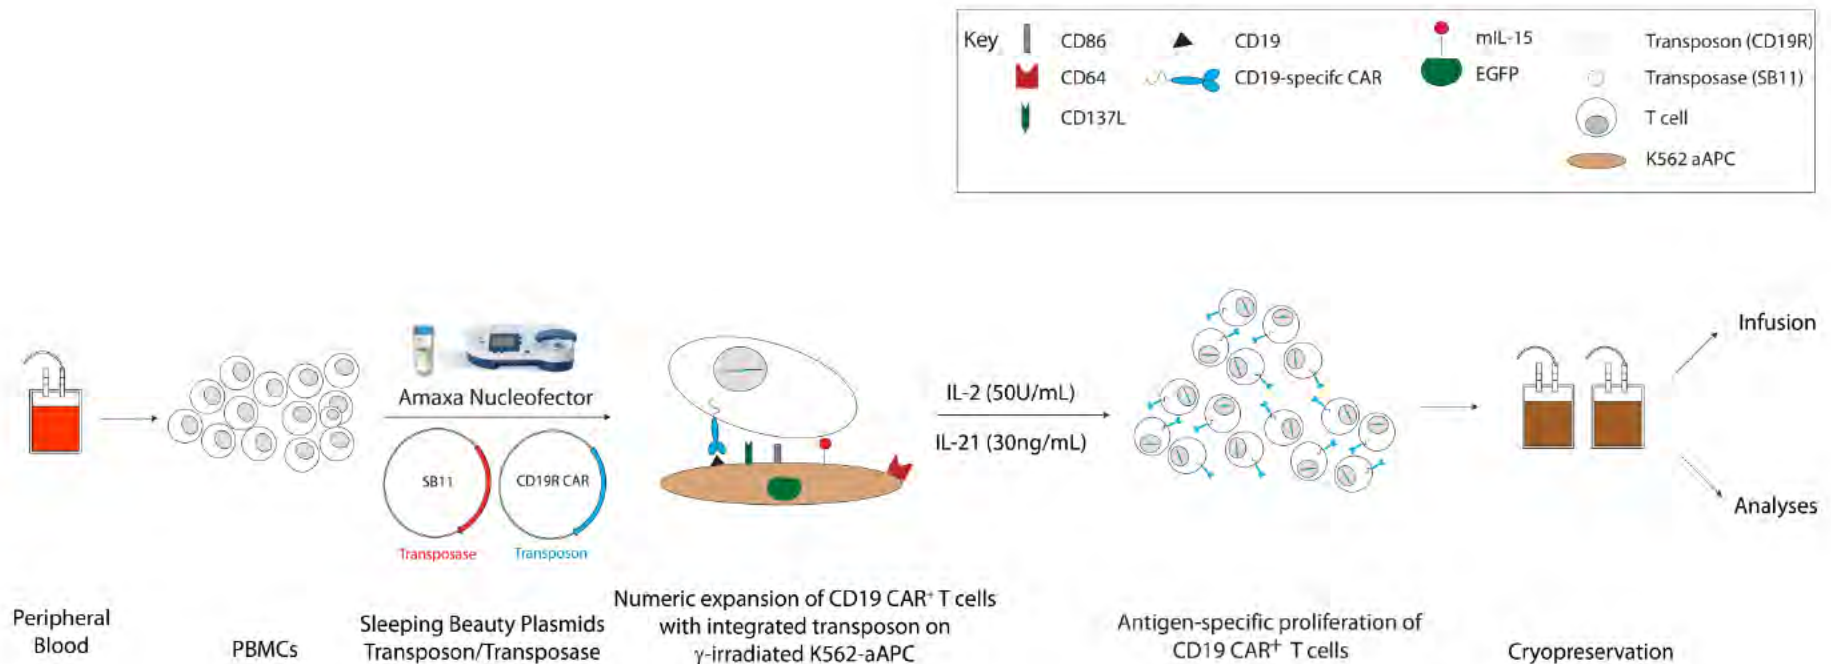 Key
CD86
CD64
CD137L
CD19
CD19-specifc CAR
mIL-15
EGFP
Transposon (CD19R)
Transposase (SB11)
T cell
K562 aAPC
Amaxa Nucleofector
SB11
CD19R CAR
Transposase
Transposon
IL-2 (50U/mL)
IL-21 (30ng/mL)
Infusion
Analyses
Peripheral
Blood
PBMCs
Sleeping Beauty Plasmids
Transposon/Transposase
Numeric expansion of CD19 CAR⁺ T cells
with integrated transposon on
γ-irradiated K562-aAPC
Antigen-specific proliferation of
CD19 CAR⁺ T cells
Cryopreservation